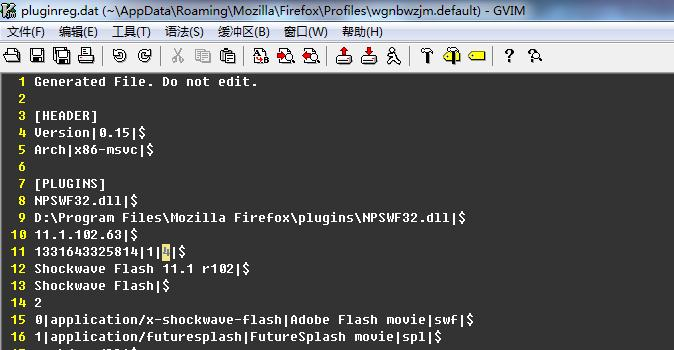 pluginreg.dat (~\AppData\Roaming\Mozilla\Firefox\Profiles\wgnbwzjm.default) - GVIM
文件(F) 编辑(E) 工具(T) 语法(S) 缓冲区(B) 窗口(W) 帮助(H)
1 Generated File. Do not edit.
2
3 [HEADER]
4 Version|0.15|$
5 Arch|x86-msvc|$
6
7 [PLUGINS]
8 NPSWF32.dll|$
9 D:\Program Files\Mozilla Firefox\plugins\NPSWF32.dll|$
10 11.1.102.63|$
11 1331643325814|1|4|$
12 Shockwave Flash 11.1 r102|$
13 Shockwave Flash|$
14 2
15 0|application/x-shockwave-flash|Adobe Flash movie|swf|$
16 1|application/futuresplash|FutureSplash movie|spl|$